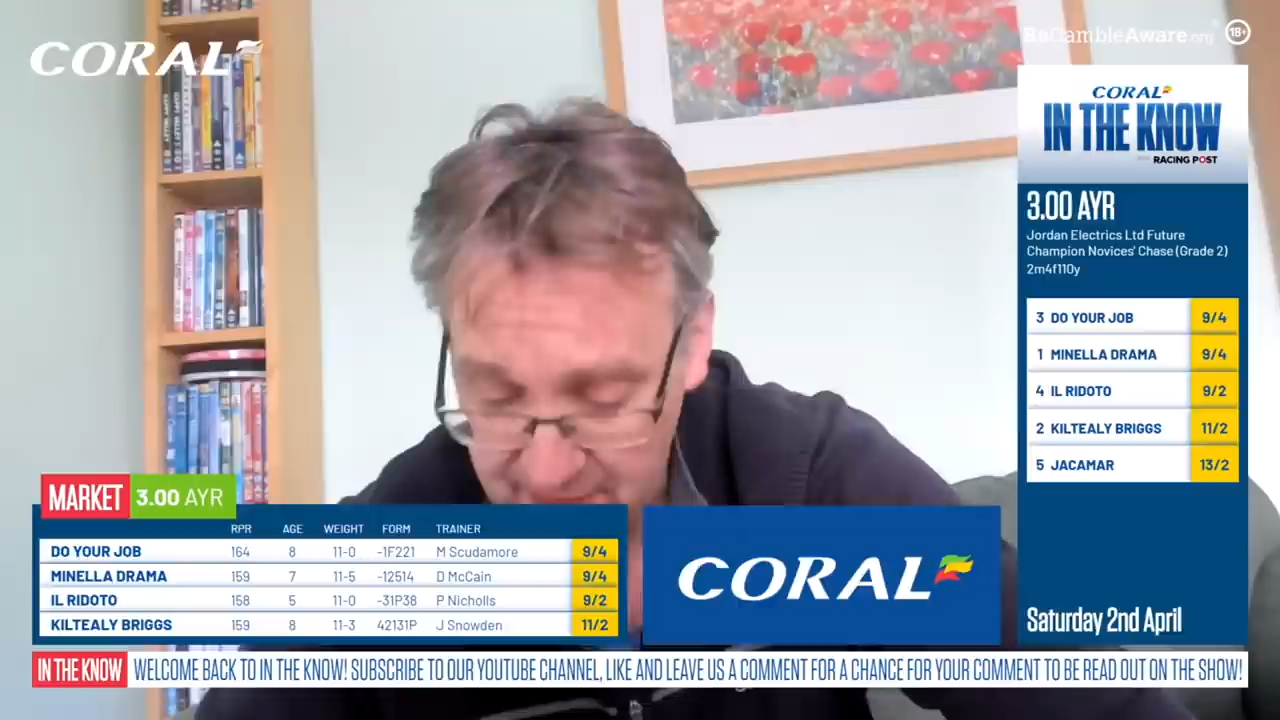 CORAL
BeGambleAware.org 18+
CORAL
IN THE KNOW
RACING POST
3.00 AYR
Jordan Electrics Ltd Future
Champion Novices' Chase (Grade 2)
2m4f110y
3 DO YOUR JOB 9/4
1 MINELLA DRAMA 9/4
4 IL RIDOTO 9/2
2 KILTEALY BRIGGS 11/2
5 JACAMAR 13/2
Saturday 2nd April
MARKET 3.00 AYR
RPR AGE WEIGHT FORM TRAINER
DO YOUR JOB 164 8 11-0 -1F221 M Scudamore 9/4
MINELLA DRAMA 159 7 11-5 -12514 D McCain 9/4
IL RIDOTO 158 5 11-0 -31P38 P Nicholls 9/2
KILTEALY BRIGGS 159 8 11-3 42131P J Snowden 11/2
CORAL
IN THE KNOW WELCOME BACK TO IN THE KNOW! SUBSCRIBE TO OUR YOUTUBE CHANNEL, LIKE AND LEAVE US A COMMENT FOR A CHANCE FOR YOUR COMMENT TO BE READ OUT ON THE SHOW!